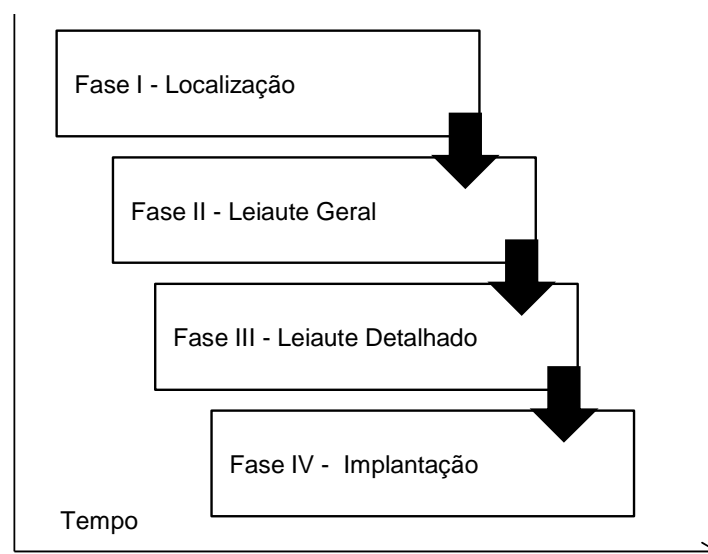 Fase I - Localização
Fase II - Leiaute Geral
Fase III - Leiaute Detalhado
Fase IV - Implantação
Tempo